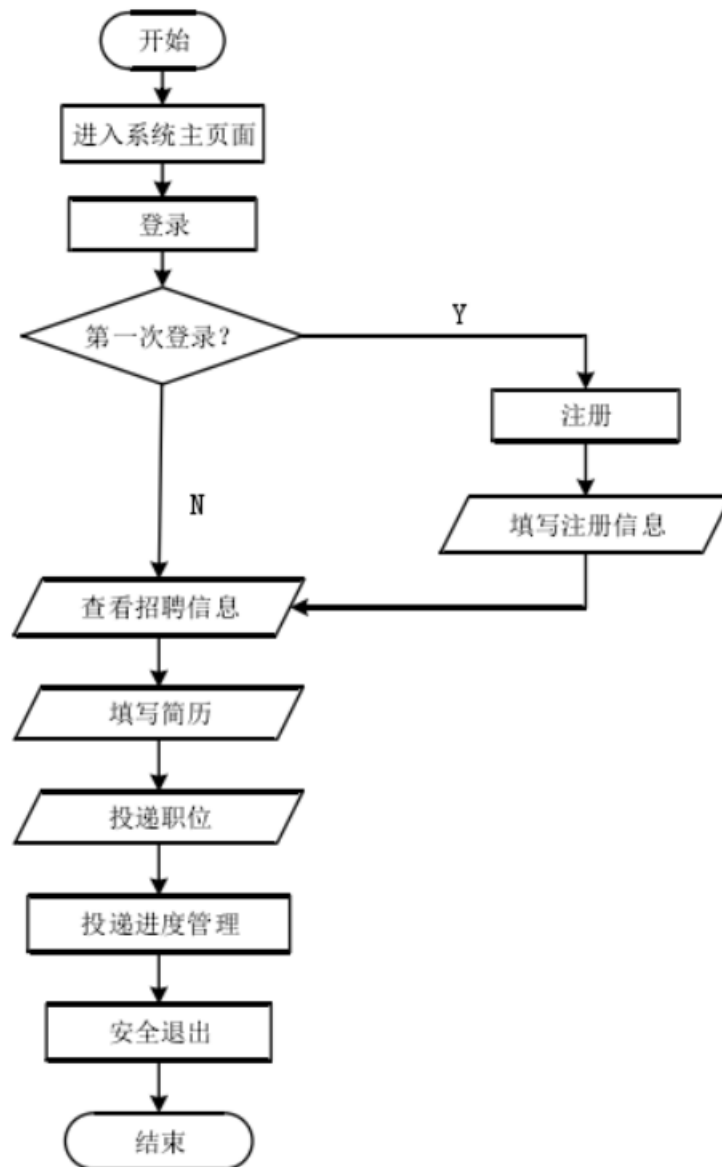 开始
进入系统主页面
登录
第一次登录?
Y
注册
N
填写注册信息
查看招聘信息
填写简历
投递职位
投递进度管理
安全退出
结束